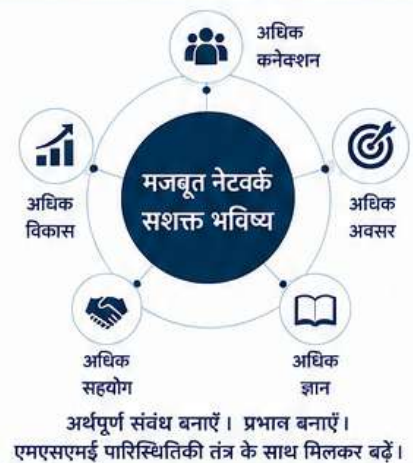 अधिक
कनेक्शन
अधिक
विकास
मजबूत नेटवर्क
सशक्त भविष्य
अधिक
अवसर
अधिक
सहयोग
अधिक
ज्ञान
अर्थपूर्ण संबंध बनाएँ। प्रभाव बनाएँ।
एमएसएमई पारिस्थितिकी तंत्र के साथ मिलकर बढ़ें।